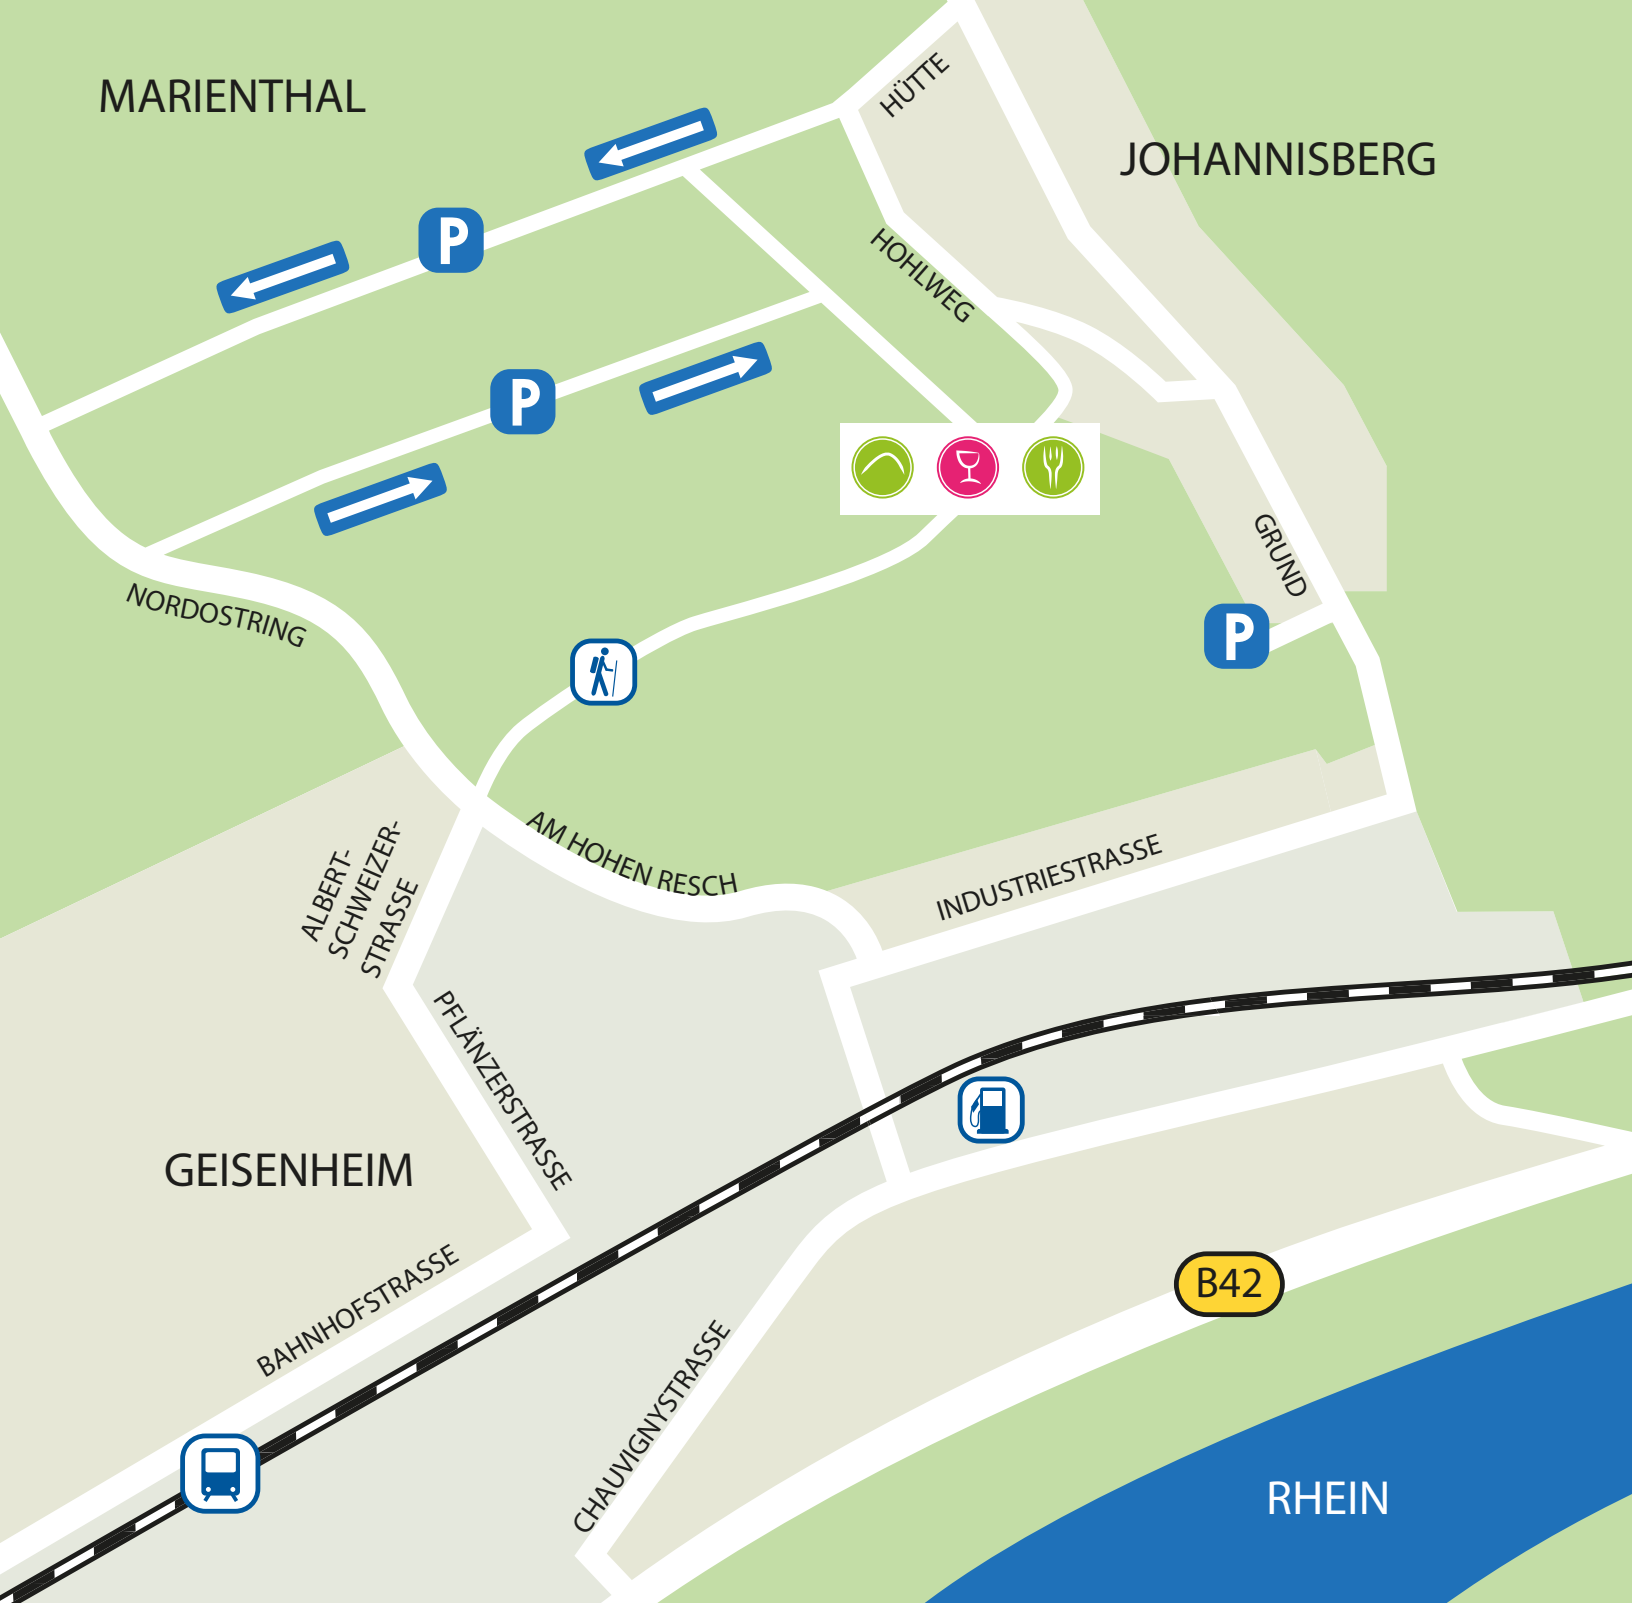 MARIENTHAL
HÜTTE
JOHANNISBERG
P
HOHLWEG
P
GRUND
NORDOSTRING
P
AM HOHEN RESCH
ALBERT-
SCHWEIZER-
STRASSE
INDUSTRIESTRASSE
PFLÄNZERSTRASSE
GEISENHEIM
BAHNHOFSTRASSE
B42
CHAUVIGNYSTRASSE
RHEIN